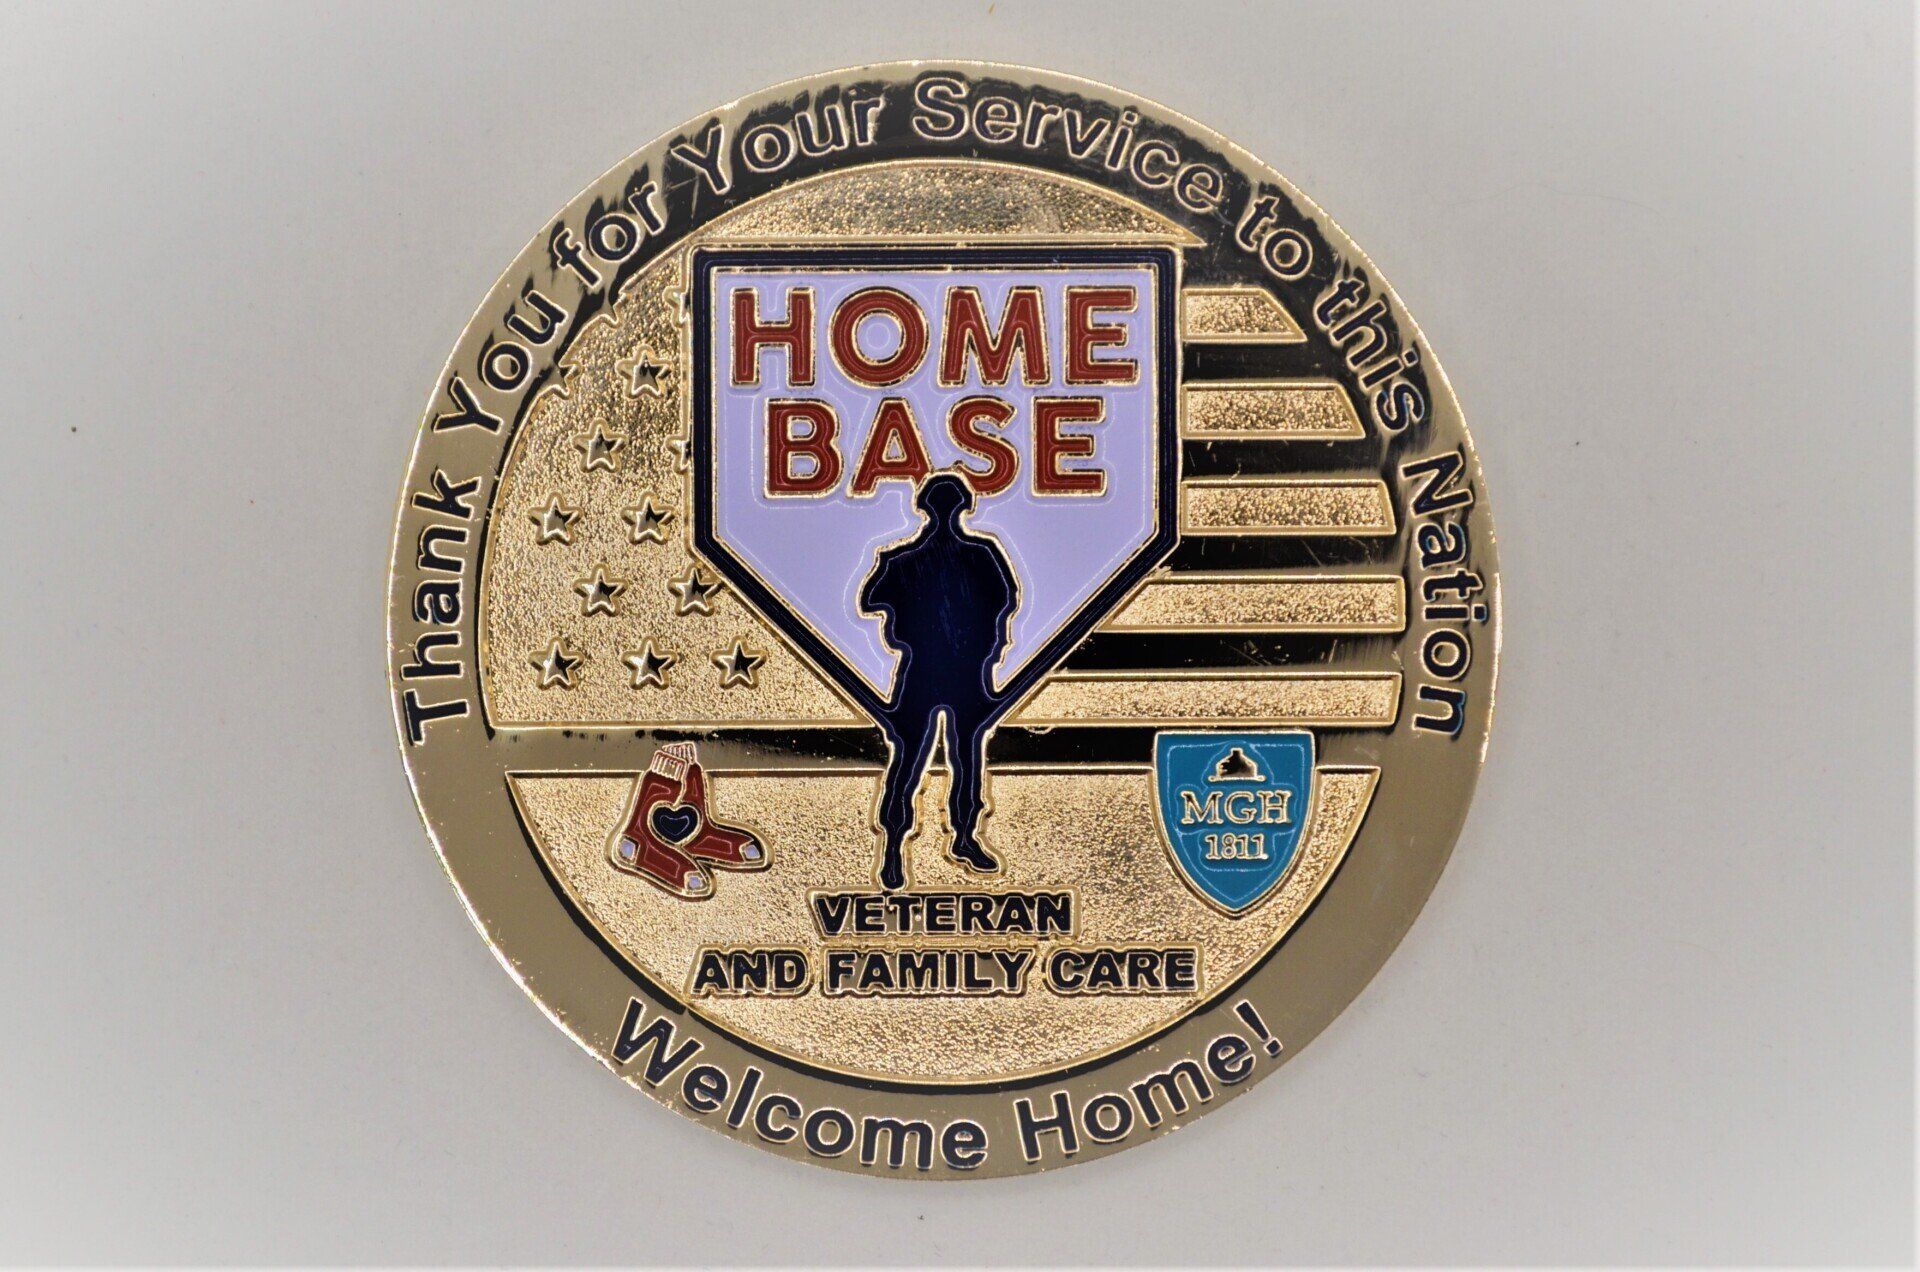 Thank You for Your Service to this Nation
HOME
BASE
MGH
1811
VETERAN
AND FAMILY CARE
Welcome Home!